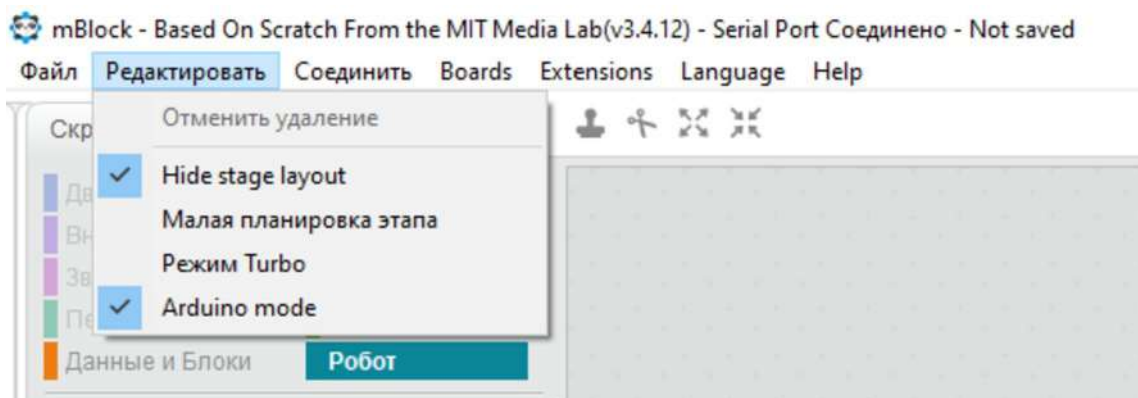 mBlock - Based On Scratch From the MIT Media Lab(v3.4.12) - Serial Port Соединено - Not saved
Файл Редактировать Соединить Boards Extensions Language Help
Отменить удаление
Hide stage layout
Малая планировка этапа
Режим Turbo
Arduino mode
Данные и Блоки Робот